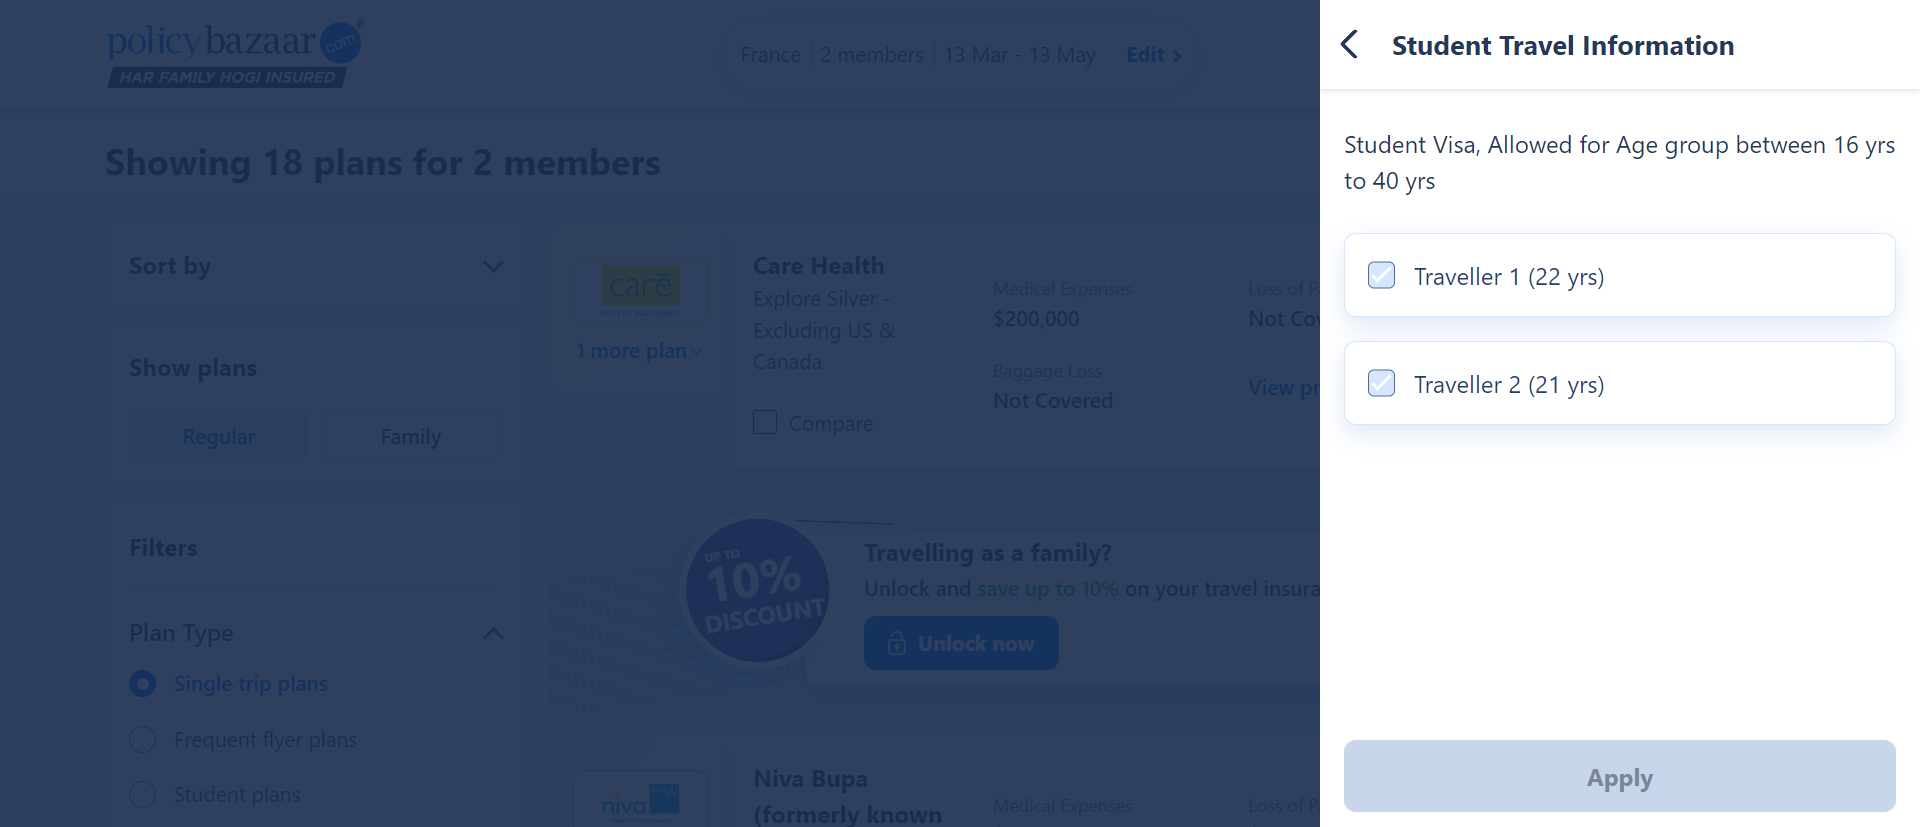 policybazaar com
HAR FAMILY HOGI INSURED
France 2 members 13 Mar - 13 May Edit
Showing 18 plans for 2 members
Sort by
Show plans
Regular Family
Filters
Plan Type
Single trip plans
Frequent flyer plans
Student plans
care
HEALTH INSURANCE
1 more plan
Care Health
Explore Silver -
Excluding US &
Canada
Compare
Medical Expenses
$200,000
Baggage Loss
Not Covered
Loss of P
Not Cov
View pr
UP TO
10%
DISCOUNT
Travelling as a family?
Unlock and save up to 10% on your travel insura
Unlock now
niva
Niva Bupa
(formerly known
Medical Expenses
Loss of P
Student Travel Information
Student Visa, Allowed for Age group between 16 yrs
to 40 yrs
Traveller 1 (22 yrs)
Traveller 2 (21 yrs)
Apply